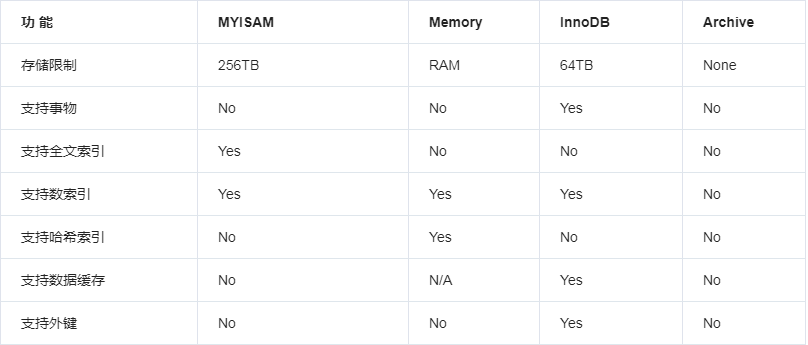 功 能 MYISAM Memory InnoDB Archive
存储限制 256TB RAM 64TB None
支持事物 No No Yes No
支持全文索引 Yes No No No
支持数索引 Yes Yes Yes No
支持哈希索引 No Yes No No
支持数据缓存 No N/A Yes No
支持外键 No No Yes No